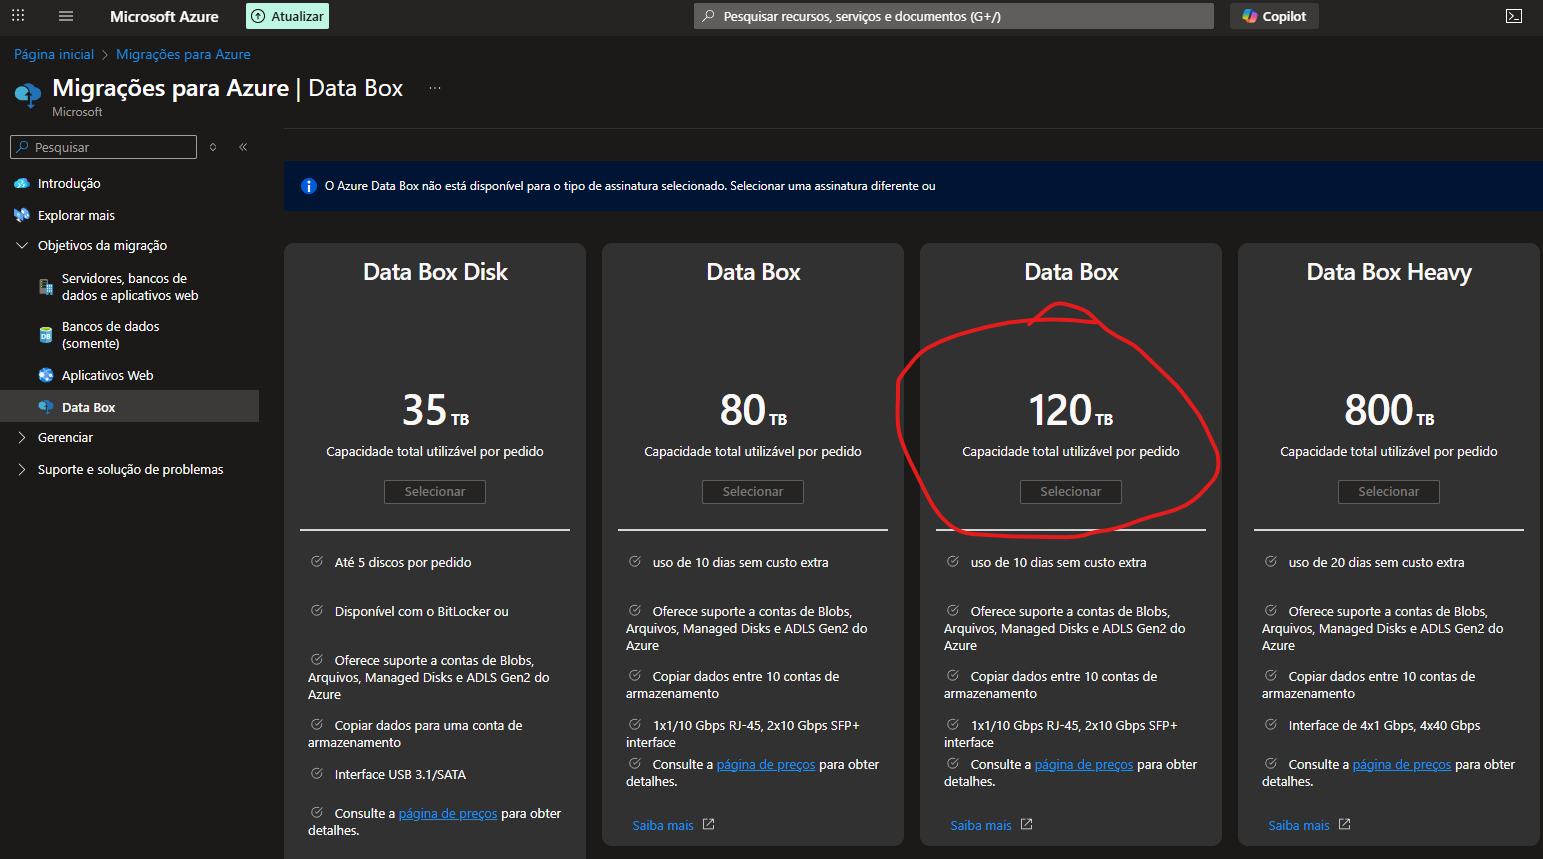 Microsoft Azure
Atualizar
Pesquisar recursos, serviços e documentos (G+/)
Copilot
Página inicial
Migrações para Azure
Migrações para Azure | Data Box
...
Microsoft
Pesquisar
Introdução
Explorar mais
Objetivos da migração
Servidores, bancos de
dados e aplicativos web
Bancos de dados
(somente)
Aplicativos Web
Data Box
Gerenciar
Suporte e solução de problemas
O Azure Data Box não está disponível para o tipo de assinatura selecionado. Selecionar uma assinatura diferente ou
Data Box Disk
35 TB
Capacidade total utilizável por pedido
Selecionar
Até 5 discos por pedido
Disponível com o BitLocker ou
Oferece suporte a contas de Blobs,
Arquivos, Managed Disks e ADLS Gen2 do
Azure
Copiar dados para uma conta de
armazenamento
Interface USB 3.1/SATA
Consulte a página de preços para obter
detalhes.
Data Box
80 TB
Capacidade total utilizável por pedido
Selecionar
uso de 10 dias sem custo extra
Oferece suporte a contas de Blobs,
Arquivos, Managed Disks e ADLS Gen2 do
Azure
Copiar dados entre 10 contas de
armazenamento
1x1/10 Gbps RJ-45, 2x10 Gbps SFP+
interface
Consulte a página de preços para obter
detalhes.
Saiba mais
Data Box
120 TB
Capacidade total utilizável por pedido
Selecionar
uso de 10 dias sem custo extra
Oferece suporte a contas de Blobs,
Arquivos, Managed Disks e ADLS Gen2 do
Azure
Copiar dados entre 10 contas de
armazenamento
1x1/10 Gbps RJ-45, 2x10 Gbps SFP+
interface
Consulte a página de preços para obter
detalhes.
Saiba mais
Data Box Heavy
800 TB
Capacidade total utilizável por pedido
Selecionar
uso de 20 dias sem custo extra
Oferece suporte a contas de Blobs,
Arquivos, Managed Disks e ADLS Gen2 do
Azure
Copiar dados entre 10 contas de
armazenamento
Interface de 4x1 Gbps, 4x40 Gbps
Consulte a página de preços para obter
detalhes.
Saiba mais